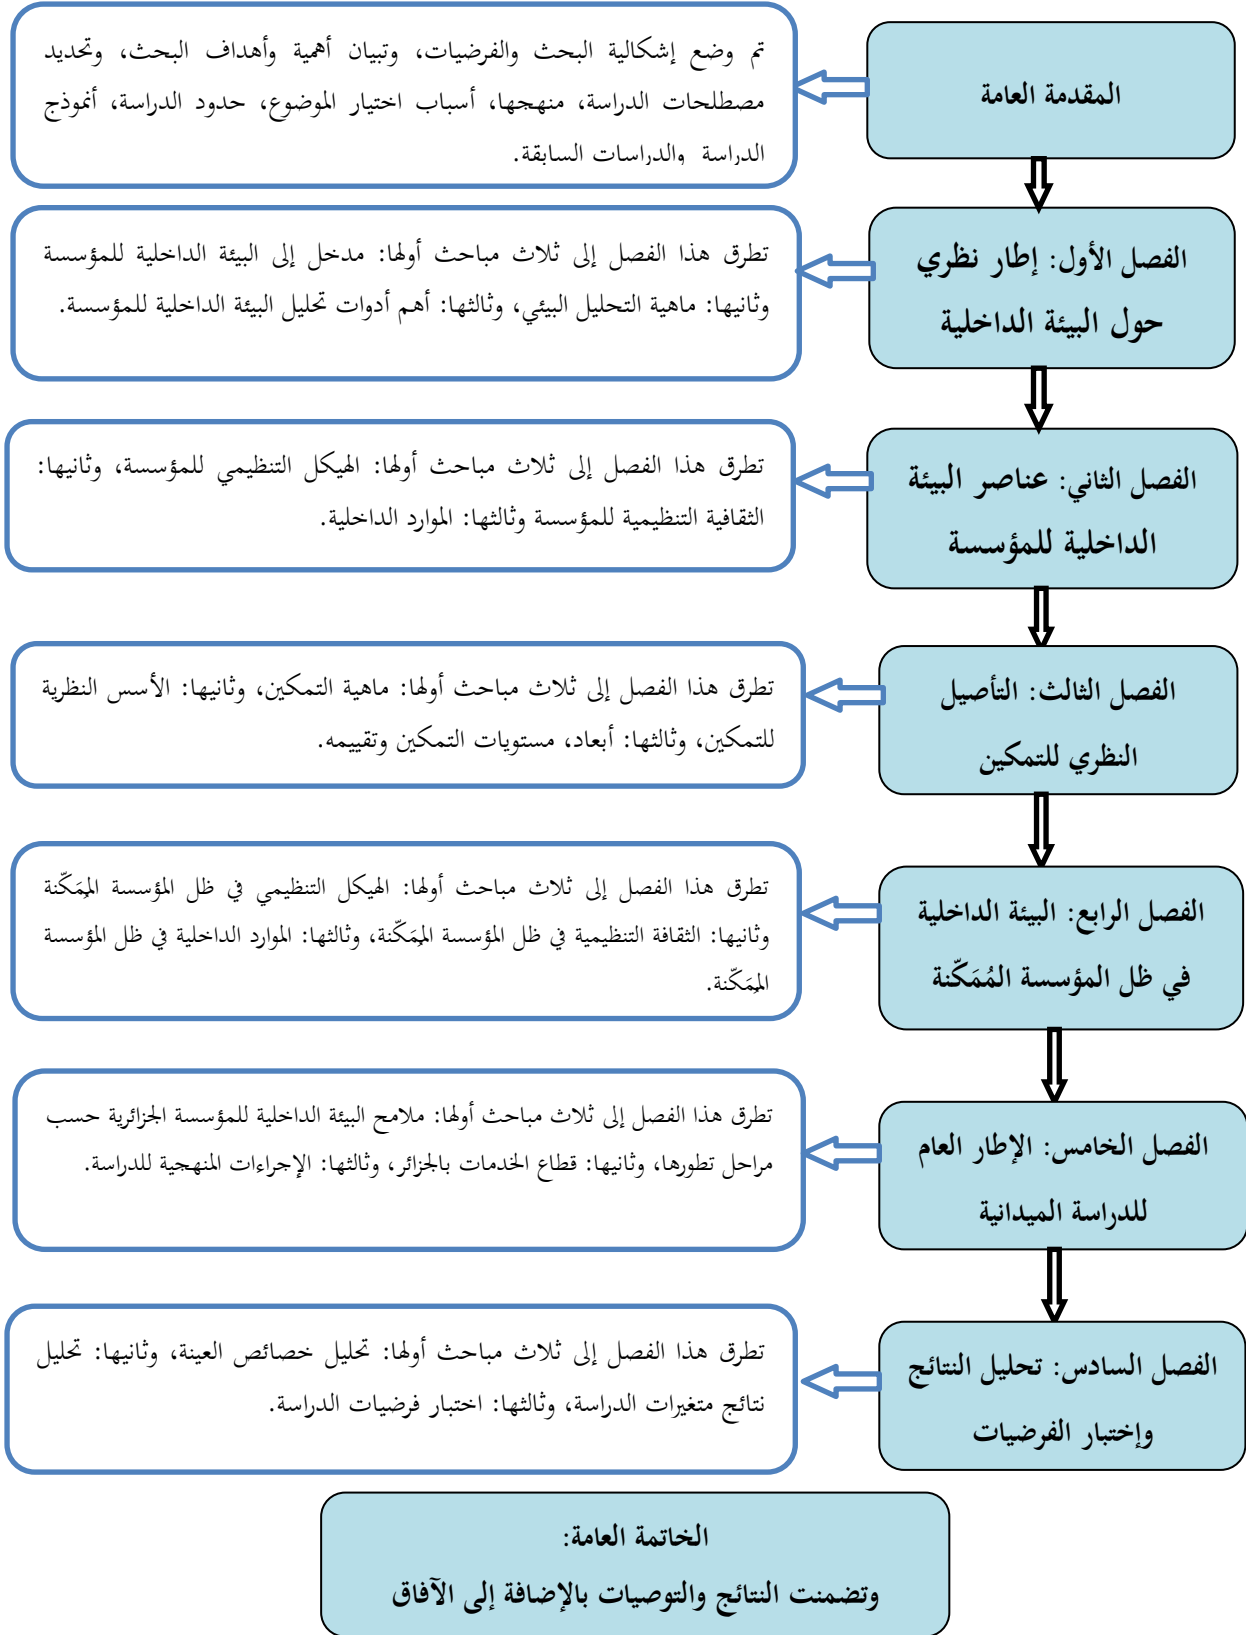 المقدمة العامة
تم وضع إشكالية البحث والفرضيات، وتبيان أهمية وأهداف البحث، وتحديد
مصطلحات الدراسة، منهجها، أسباب اختيار الموضوع، حدود الدراسة، أنموذج
الدراسة والدراسات السابقة.
الفصل الأول: إطار نظري
حول البيئة الداخلية
تطرق هذا الفصل إلى ثلاث مباحث أولها: مدخل إلى البيئة الداخلية للمؤسسة
وثانيها: ماهية التحليل البيئي، وثالثها: أهم أدوات تحليل البيئة الداخلية للمؤسسة.
الفصل الثاني: عناصر البيئة
الداخلية للمؤسسة
تطرق هذا الفصل إلى ثلاث مباحث أولها: الهيكل التنظيمي للمؤسسة، وثانيها:
الثقافية التنظيمية للمؤسسة وثالثها: الموارد الداخلية.
الفصل الثالث: التأصيل
النظري للتمكين
تطرق هذا الفصل إلى ثلاث مباحث أولها: ماهية التمكين، وثانيها: الأسس النظرية
للتمكين، وثالثها: أبعاد، مستويات التمكين وتقييمه.
الفصل الرابع: البيئة الداخلية
في ظل المؤسسة المُمَكّنة
تطرق هذا الفصل إلى ثلاث مباحث أولها: الهيكل التنظيمي في ظل المؤسسة المِمَكّنة
وثانيها: الثقافة التنظيمية في ظل المؤسسة المِمَكّنة، وثالثها: الموارد الداخلية في ظل المؤسسة
المِمَكّنة.
الفصل الخامس: الإطار العام
للدراسة الميدانية
تطرق هذا الفصل إلى ثلاث مباحث أولها: ملامح البيئة الداخلية للمؤسسة الجزائرية حسب
مراحل تطورها، وثانيها: قطاع الخدمات بالجزائر، وثالثها: الإجراءات المنهجية للدراسة.
الفصل السادس: تحليل النتائج
وإختبار الفرضيات
تطرق هذا الفصل إلى ثلاث مباحث أولها: تحليل خصائص العينة، وثانيها: تحليل
نتائج متغيرات الدراسة، وثالثها: اختبار فرضيات الدراسة.
الخاتمة العامة:
وتضمنت النتائج والتوصيات بالإضافة إلى الآفاق